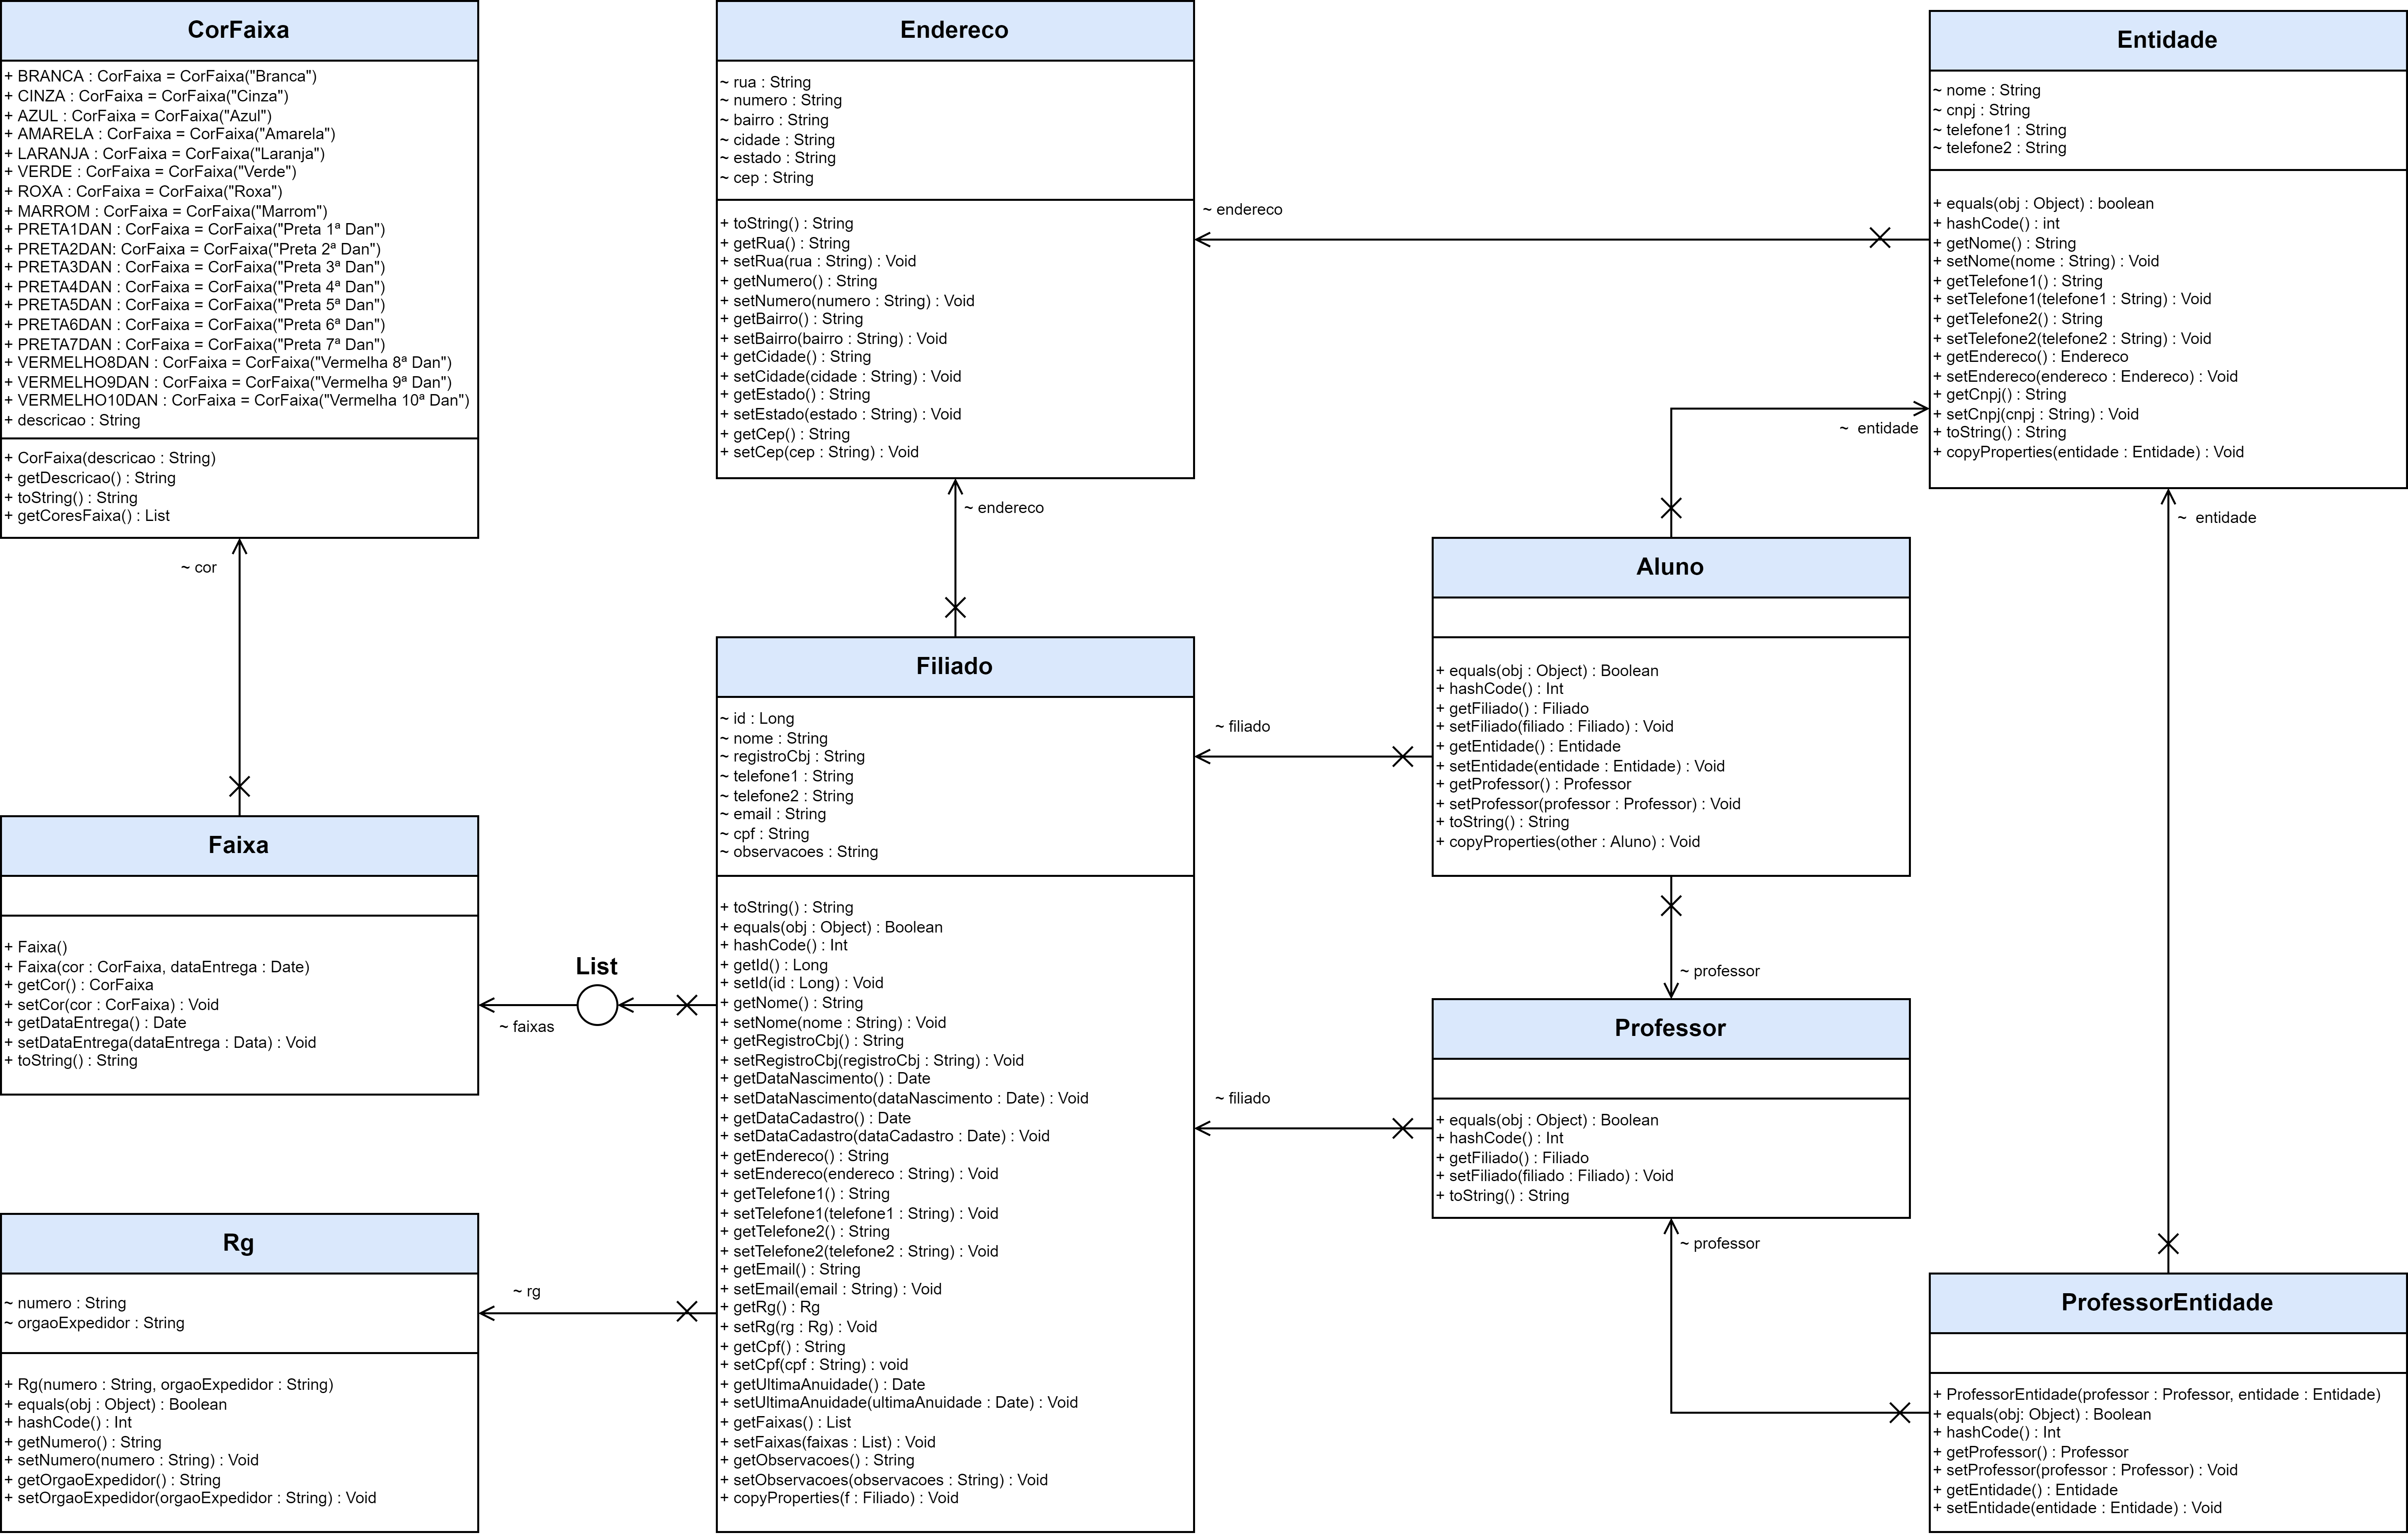 CorFaixa
+ BRANCA : CorFaixa = CorFaixa("Branca")
+ CINZA : CorFaixa = CorFaixa("Cinza")
+ AZUL : CorFaixa = CorFaixa("Azul")
+ AMARELA : CorFaixa = CorFaixa("Amarela")
+ LARANJA : CorFaixa = CorFaixa("Laranja")
+ VERDE : CorFaixa = CorFaixa("Verde")
+ ROXA : CorFaixa = CorFaixa("Roxa")
+ MARROM : CorFaixa = CorFaixa("Marrom")
+ PRETA1DAN : CorFaixa = CorFaixa("Preta 1ª Dan")
+ PRETA2DAN: CorFaixa = CorFaixa("Preta 2ª Dan")
+ PRETA3DAN : CorFaixa = CorFaixa("Preta 3ª Dan")
+ PRETA4DAN : CorFaixa = CorFaixa("Preta 4ª Dan")
+ PRETA5DAN : CorFaixa = CorFaixa("Preta 5ª Dan")
+ PRETA6DAN : CorFaixa = CorFaixa("Preta 6ª Dan")
+ PRETA7DAN : CorFaixa = CorFaixa("Preta 7ª Dan")
+ VERMELHO8DAN : CorFaixa = CorFaixa("Vermelha 8ª Dan")
+ VERMELHO9DAN : CorFaixa = CorFaixa("Vermelha 9ª Dan")
+ VERMELHO10DAN : CorFaixa = CorFaixa("Vermelha 10ª Dan")
+ descricao : String
+ CorFaixa(descricao : String)
+ getDescricao() : String
+ toString() : String
+ getCoresFaixa() : List
~ cor
Faixa
+ Faixa()
+ Faixa(cor : CorFaixa, dataEntrega : Date)
+ getCor() : CorFaixa
+ setCor(cor : CorFaixa) : Void
+ getDataEntrega() : Date
+ setDataEntrega(dataEntrega : Data) : Void
+ toString() : String
List
~ faixas
Rg
~ numero : String
~ orgaoExpedidor : String
+ Rg(numero : String, orgaoExpedidor : String)
+ equals(obj : Object) : Boolean
+ hashCode() : Int
+ getNumero() : String
+ setNumero(numero : String) : Void
+ getOrgaoExpedidor() : String
+ setOrgaoExpedidor(orgaoExpedidor : String) : Void
~ rg
Endereco
~ rua : String
~ numero : String
~ bairro : String
~ cidade : String
~ estado : String
~ cep : String
+ toString() : String
+ getRua() : String
+ setRua(rua : String) : Void
+ getNumero() : String
+ setNumero(numero : String) : Void
+ getBairro() : String
+ setBairro(bairro : String) : Void
+ getCidade() : String
+ setCidade(cidade : String) : Void
+ getEstado() : String
+ setEstado(estado : String) : Void
+ getCep() : String
+ setCep(cep : String) : Void
~ endereco
~ endereco
Filiado
~ id : Long
~ nome : String
~ registroCbj : String
~ telefone1 : String
~ telefone2 : String
~ email : String
~ cpf : String
~ observacoes : String
+ toString() : String
+ equals(obj : Object) : Boolean
+ hashCode() : Int
+ getId() : Long
+ setId(id : Long) : Void
+ getNome() : String
+ setNome(nome : String) : Void
+ getRegistroCbj() : String
+ setRegistroCbj(registroCbj : String) : Void
+ getDataNascimento() : Date
+ setDataNascimento(dataNascimento : Date) : Void
+ getDataCadastro() : Date
+ setDataCadastro(dataCadastro : Date) : Void
+ getEndereco() : String
+ setEndereco(endereco : String) : Void
+ getTelefone1() : String
+ setTelefone1(telefone1 : String) : Void
+ getTelefone2() : String
+ setTelefone2(telefone2 : String) : Void
+ getEmail() : String
+ setEmail(email : String) : Void
+ getRg() : Rg
+ setRg(rg : Rg) : Void
+ getCpf() : String
+ setCpf(cpf : String) : void
+ getUltimaAnuidade() : Date
+ setUltimaAnuidade(ultimaAnuidade : Date) : Void
+ getFaixas() : List
+ setFaixas(faixas : List) : Void
+ getObservacoes() : String
+ setObservacoes(observacoes : String) : Void
+ copyProperties(f : Filiado) : Void
~ filiado
~ filiado
Entidade
~ nome : String
~ cnpj : String
~ telefone1 : String
~ telefone2 : String
+ equals(obj : Object) : boolean
+ hashCode() : int
+ getNome() : String
+ setNome(nome : String) : Void
+ getTelefone1() : String
+ setTelefone1(telefone1 : String) : Void
+ getTelefone2() : String
+ setTelefone2(telefone2 : String) : Void
+ getEndereco() : Endereco
+ setEndereco(endereco : Endereco) : Void
+ getCnpj() : String
+ setCnpj(cnpj : String) : Void
+ toString() : String
+ copyProperties(entidade : Entidade) : Void
~ entidade
~ entidade
Aluno
+ equals(obj : Object) : Boolean
+ hashCode() : Int
+ getFiliado() : Filiado
+ setFiliado(filiado : Filiado) : Void
+ getEntidade() : Entidade
+ setEntidade(entidade : Entidade) : Void
+ getProfessor() : Professor
+ setProfessor(professor : Professor) : Void
+ toString() : String
+ copyProperties(other : Aluno) : Void
~ professor
Professor
+ equals(obj : Object) : Boolean
+ hashCode() : Int
+ getFiliado() : Filiado
+ setFiliado(filiado : Filiado) : Void
+ toString() : String
~ professor
ProfessorEntidade
+ ProfessorEntidade(professor : Professor, entidade : Entidade)
+ equals(obj: Object) : Boolean
+ hashCode() : Int
+ getProfessor() : Professor
+ setProfessor(professor : Professor) : Void
+ getEntidade() : Entidade
+ setEntidade(entidade : Entidade) : Void